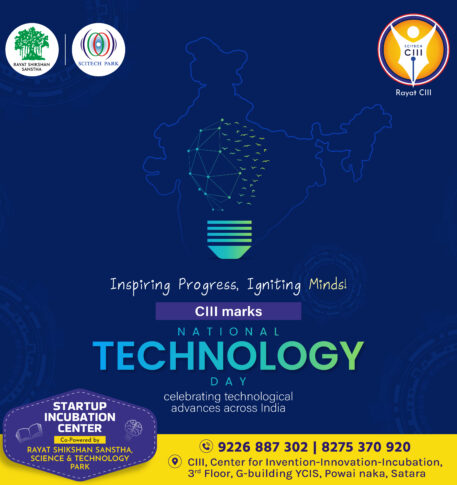 RAYAT SHIKSHAN
SANSTHA
SCITECH PARK
CIII
Rayat CIII
Inspiring Progress, Igniting Minds!
CIII marks
NATIONAL
TECHNOLOGY
DAY
celebrating technological
advances across India
STARTUP
INCUBATION
CENTER
Co-Powered by
RAYAT SHIKSHAN SANSTHA,
SCIENCE & TECHNOLOGY
PARK
9226 887 302 | 8275 370 920
CIII, Center for Invention-Innovation-Incubation,
3rd Floor, G-building YCIS, Powai naka, Satara